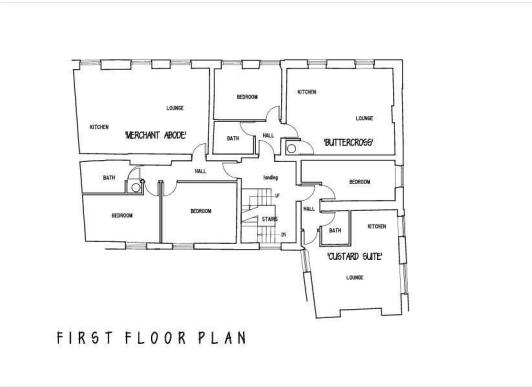 BEDROOM
KITCHEN
LOUNGE
LOUNGE
KITCHEN
'MERCHANT ABODE'
BATH
HALL
'BUTTERCROSS'
BATH
HALL
landing
BEDROOM
UP
BEDROOM
BEDROOM
HALL
STAIRS
DN
BATH
KITCHEN
'CUSTARD SUITE'
LOUNGE
FIRST FLOOR PLAN